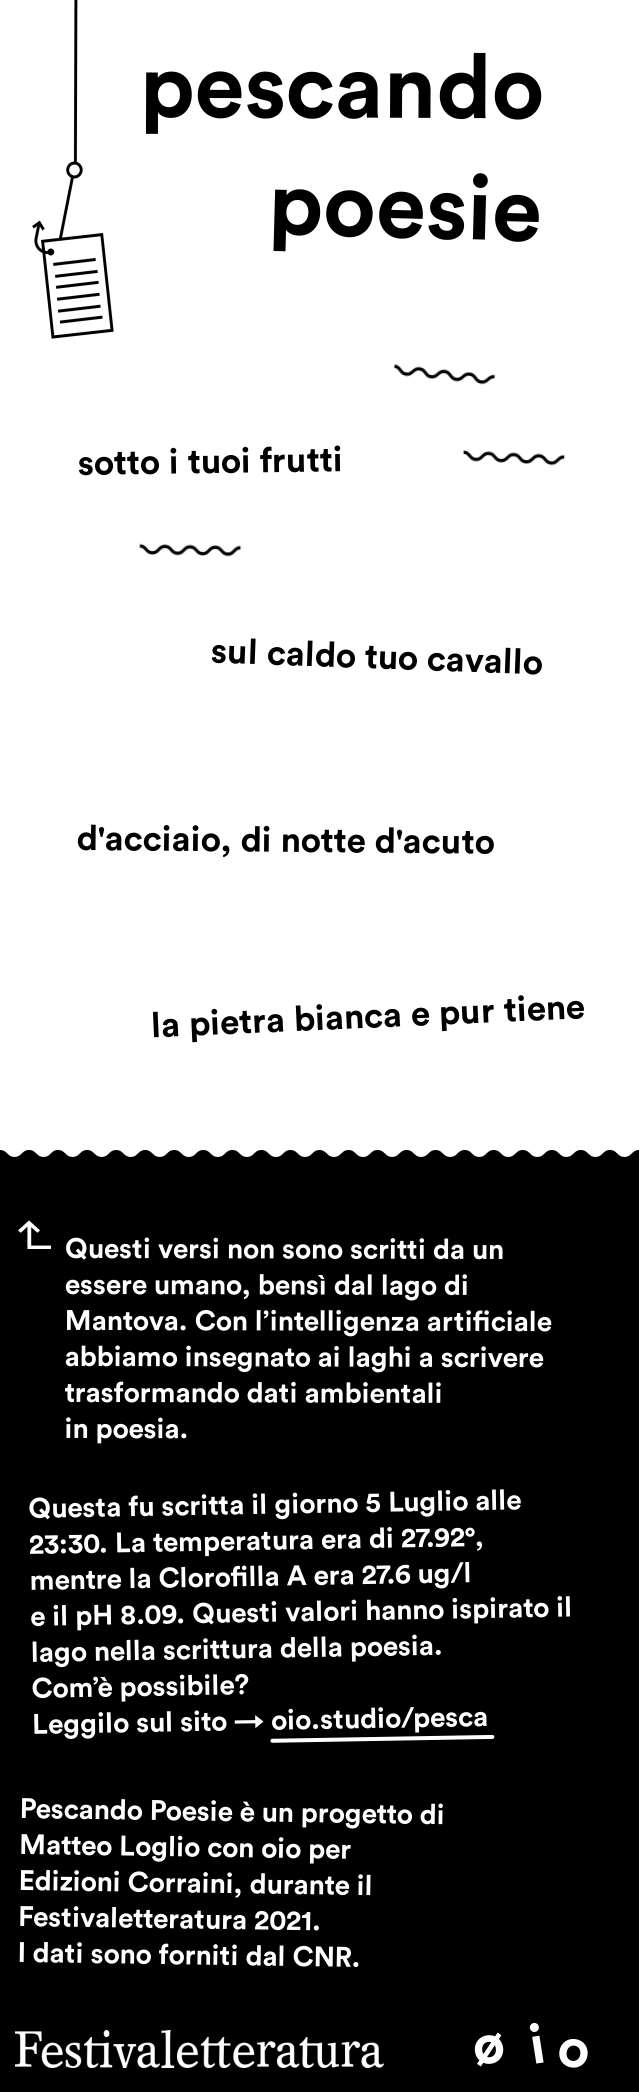 pescando
poesie
sotto i tuoi frutti
sul caldo tuo cavallo
d'acciaio, di notte d'acuto
la pietra bianca e pur tiene
Questi versi non sono scritti da un
essere umano, bensì dal lago di
Mantova. Con l’intelligenza artificiale
abbiamo insegnato ai laghi a scrivere
trasformando dati ambientali
in poesia.
Questa fu scritta il giorno 5 Luglio alle
23:30. La temperatura era di 27.92°,
mentre la Clorofilla A era 27.6 ug/l
e il pH 8.09. Questi valori hanno ispirato il
lago nella scrittura della poesia.
Com’è possibile?
Leggilo sul sito → oio.studio/pesca
Pescando Poesie è un progetto di
Matteo Loglio con oio per
Edizioni Corraini, durante il
Festivaletteratura 2021.
I dati sono forniti dal CNR.
Festivaletteratura ø i o